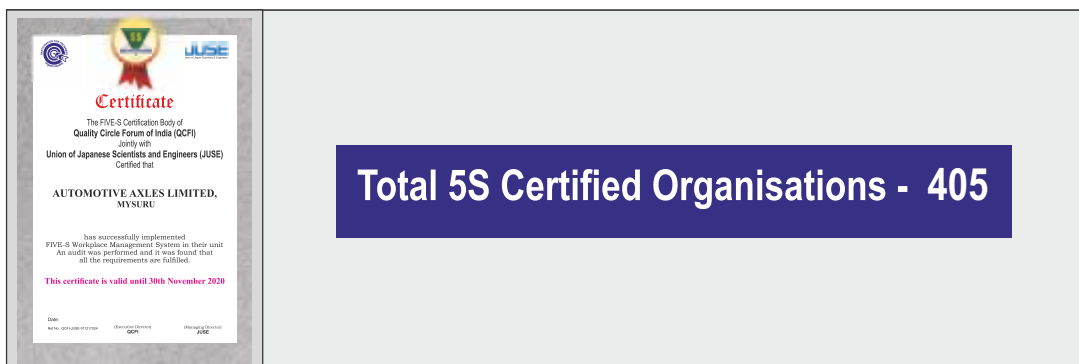 5S
JUSE
Certificate
The FIVE-S Certification Body of
Quality Circle Forum of India (QCFI)
Jointly with
Union of Japanese Scientists and Engineers (JUSE)
Certified that
AUTOMOTIVE AXLES LIMITED,
MYSURU
has successfully implemented
FIVE-S Workplace Management System in their unit
An audit was performed and it was found that
all the requirements are fulfilled.
This certificate is valid until 30th November 2020
Date:
(Executive Director)
QCFI
(Managing Director)
JUSE
Total 5S Certified Organisations - 405